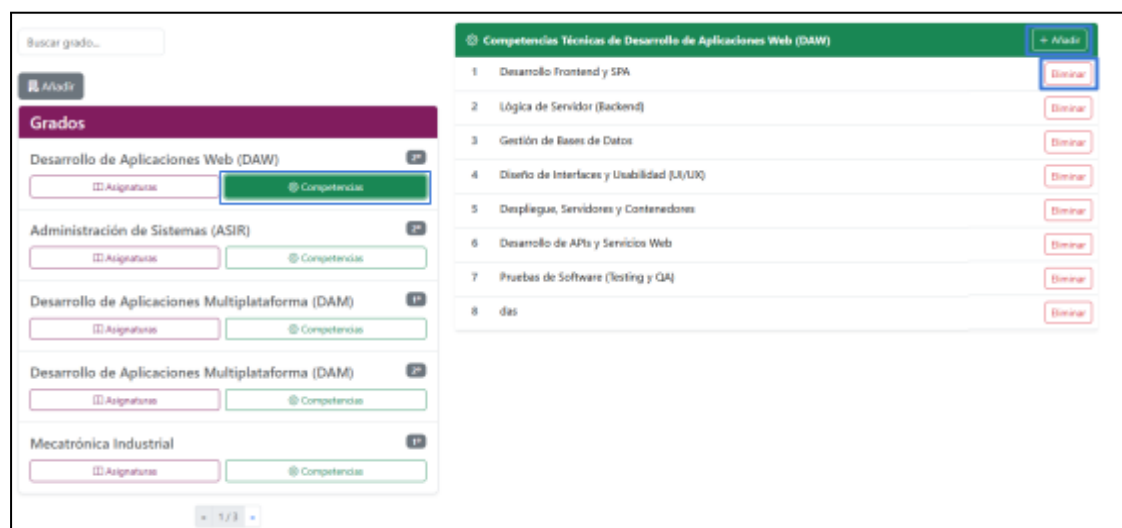 Buscar grado...
Añadir
Grados
Desarrollo de Aplicaciones Web (DAW) 2º
Asignaturas Competencias
Administración de Sistemas (ASIR) 2º
Asignaturas Competencias
Desarrollo de Aplicaciones Multiplataforma (DAM) 1º
Asignaturas Competencias
Desarrollo de Aplicaciones Multiplataforma (DAM) 2º
Asignaturas Competencias
Mecatrónica Industrial 1º
Asignaturas Competencias
« 1/3 »
Competencias Técnicas de Desarrollo de Aplicaciones Web (DAW) + Añadir
1 Desarrollo Frontend y SPA Eliminar
2 Lógica de Servidor (Backend) Eliminar
3 Gestión de Bases de Datos Eliminar
4 Diseño de Interfaces y Usabilidad (UI/UX) Eliminar
5 Despliegue, Servidores y Contenedores Eliminar
6 Desarrollo de APIs y Servicios Web Eliminar
7 Pruebas de Software (Testing y QA) Eliminar
8 das Eliminar